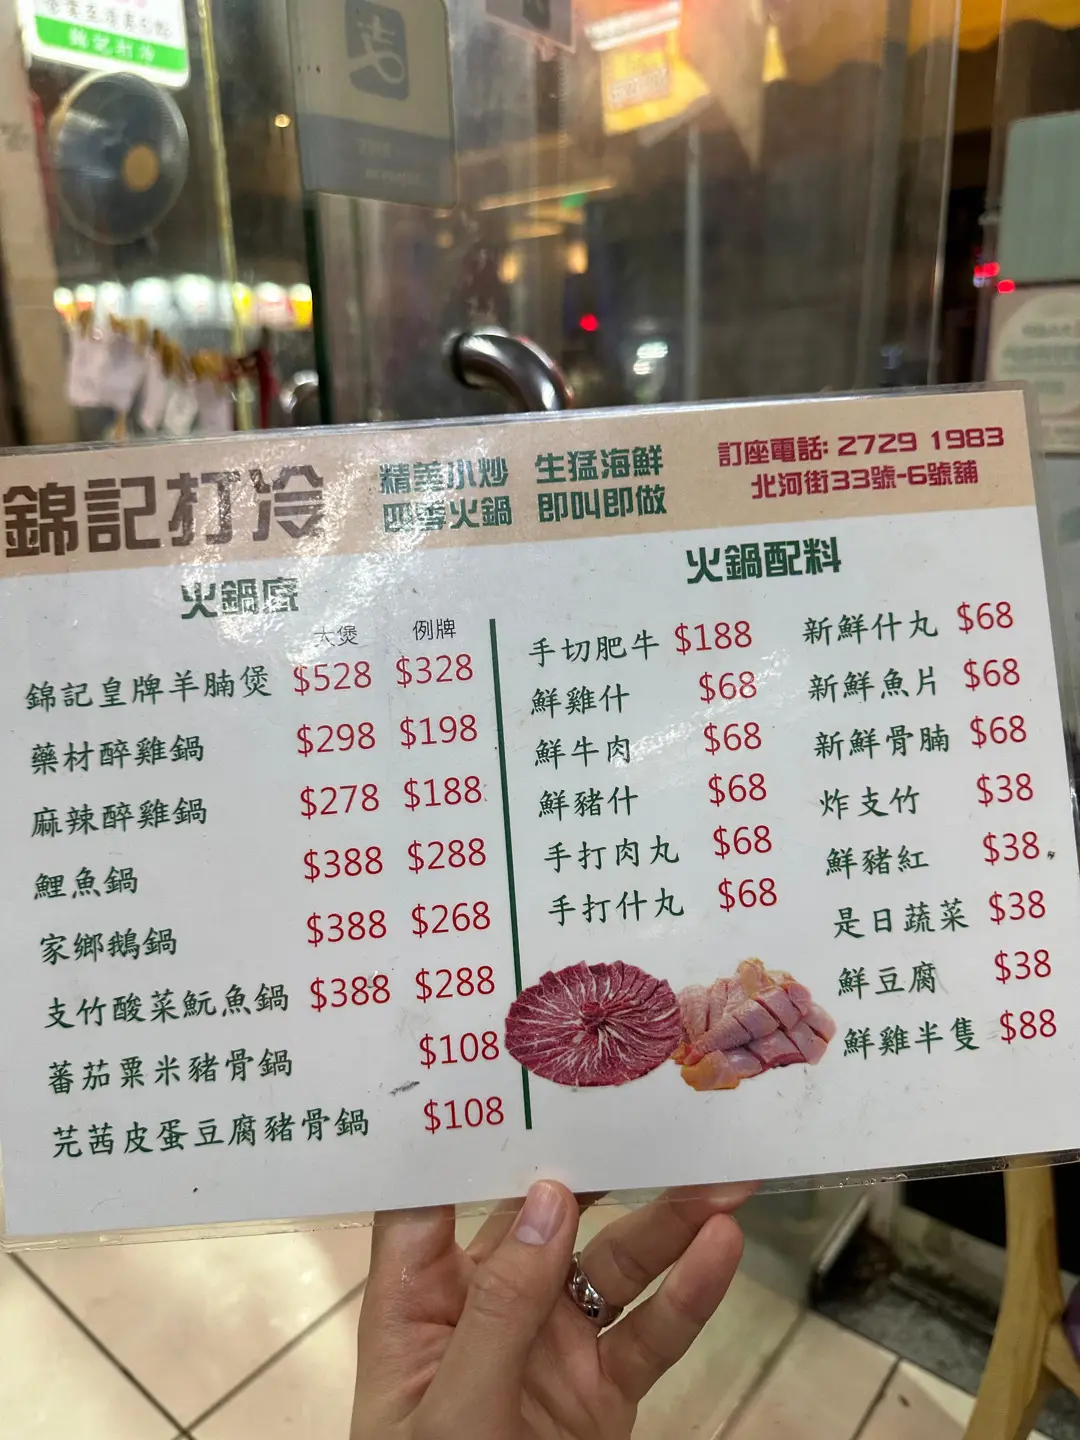 錦記打冷
精美小炒 生猛海鮮
四季火鍋 即叫即做
訂座電話: 2729 1983
北河街33號-6號舖
火鍋底
大煲 例牌
錦記皇牌羊腩煲 $528 $328
藥材醉雞鍋 $298 $198
麻辣醉雞鍋 $278 $188
鯉魚鍋 $388 $288
家鄉鵝鍋 $388 $268
支竹酸菜魭魚鍋 $388 $288
蕃茄粟米豬骨鍋 $108
芫茜皮蛋豆腐豬骨鍋 $108
火鍋配料
手切肥牛 $188
鮮雞什 $68
鮮牛肉 $68
鮮豬什 $68
手打肉丸 $68
手打什丸 $68
新鮮什丸 $68
新鮮魚片 $68
新鮮骨腩 $68
炸支竹 $38
鮮豬紅 $38
是日蔬菜 $38
鮮豆腐 $38
鮮雞半隻 $88